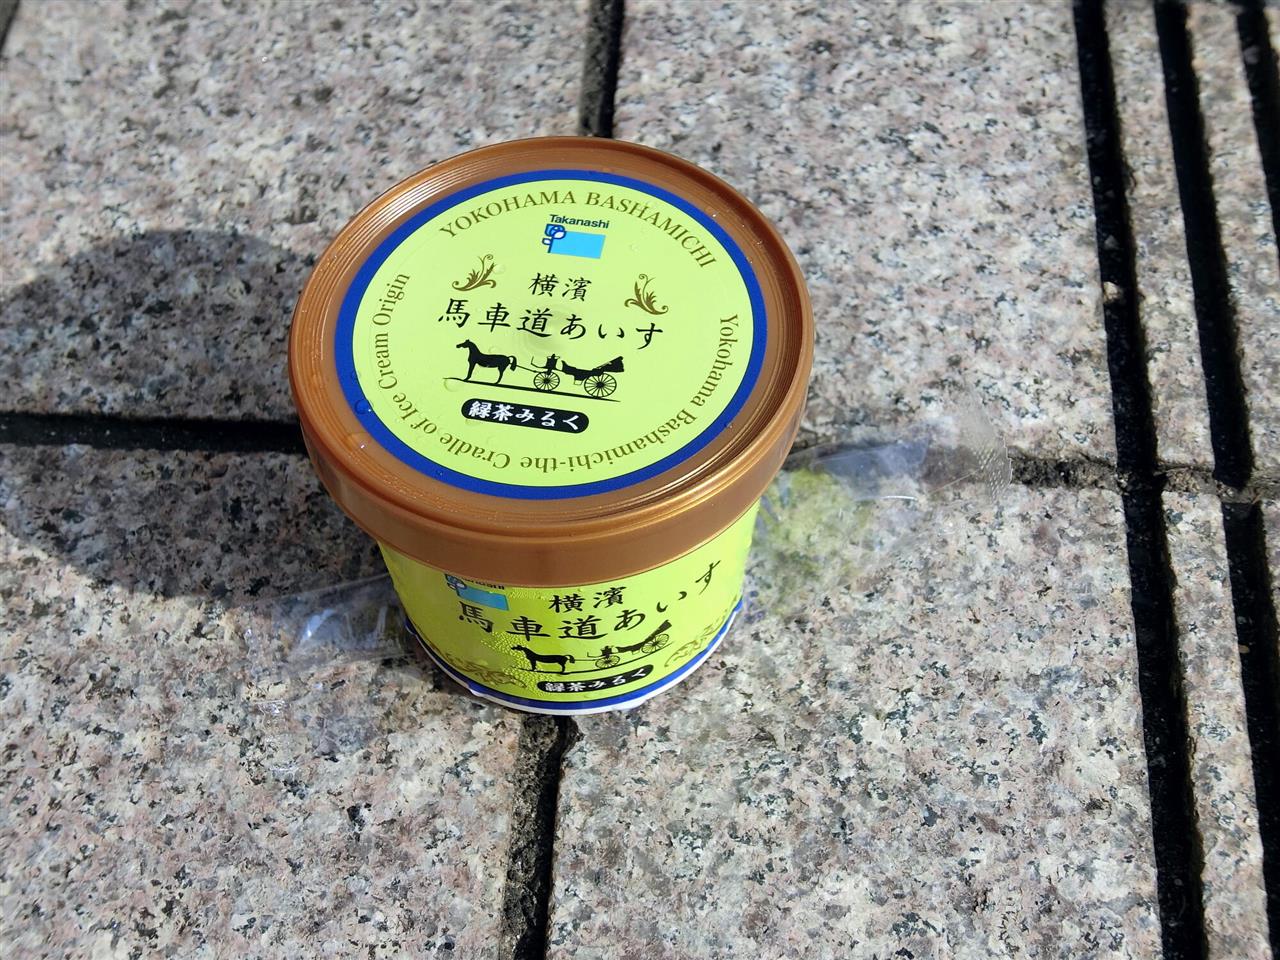 YOKOHAMA BASHAMICHI
Takanashi
横濱
馬車道あいす
緑茶みるく
Yokohama Bashamichi-the Cradle of Ice Cream Origin
横濱
馬車道あいす
緑茶みるく